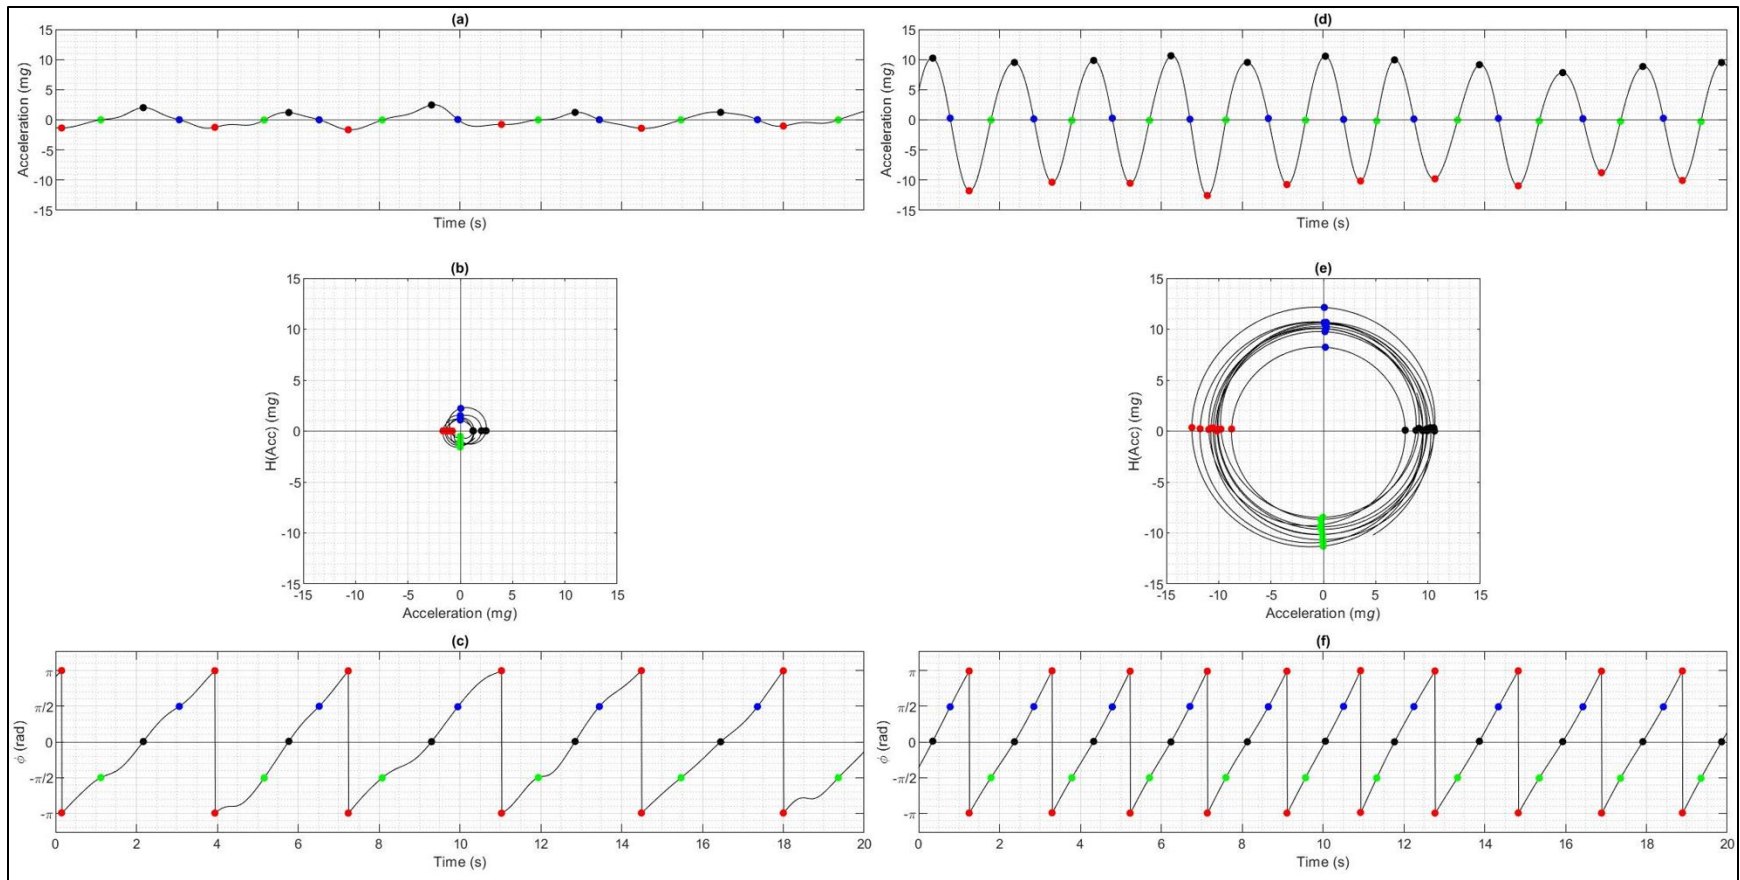 (a)
15
10
5
0
-5
-10
-15
Acceleration (mg)
Time (s)
(d)
15
10
5
0
-5
-10
-15
Acceleration (mg)
Time (s)
(b)
15
10
5
0
-5
-10
-15
H(Acc) (mg)
-15 -10 -5 0 5 10 15
Acceleration (mg)
(e)
15
10
5
0
-5
-10
-15
H(Acc) (mg)
-15 -10 -5 0 5 10 15
Acceleration (mg)
(c)
π
π/2
0
-π/2
-π
ϕ (rad)
0 2 4 6 8 10 12 14 16 18 20
Time (s)
(f)
π
π/2
0
-π/2
-π
ϕ (rad)
0 2 4 6 8 10 12 14 16 18 20
Time (s)